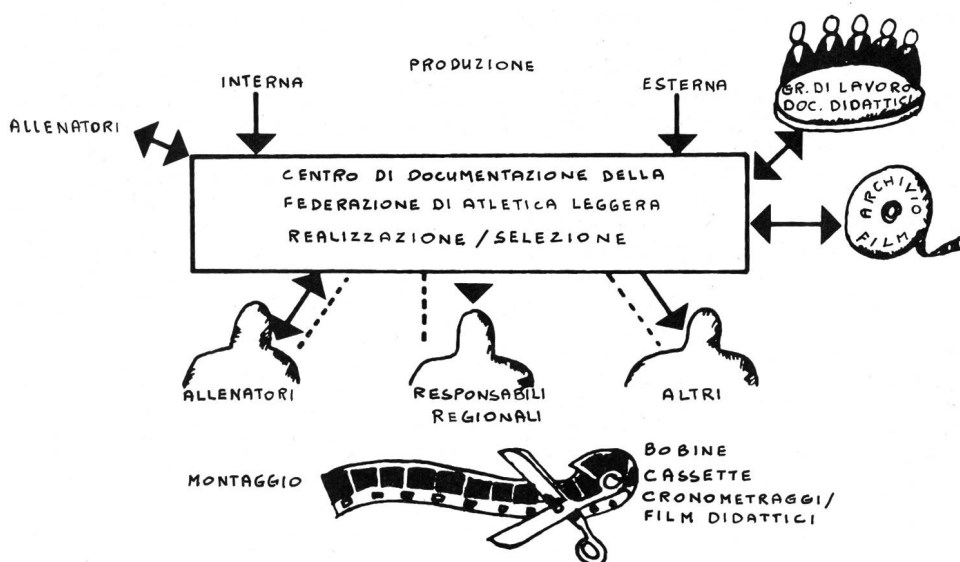 PRODUZIONE
INTERNA
ESTERNA
GR. DI LAVORO
DOC. DIDATTICI
ALLENATORI
CENTRO DI DOCUMENTAZIONE DELLA
FEDERAZIONE DI ATLETICA LEGGERA
REALIZZAZIONE/SELEZIONE
ARCHIVIO
FILM
ALLENATORI
RESPONSABILI
REGIONALI
ALTRI
MONTAGGIO
BOBINE
CASSETTE
CRONOMETRAGGI/
FILM DIDATTICI